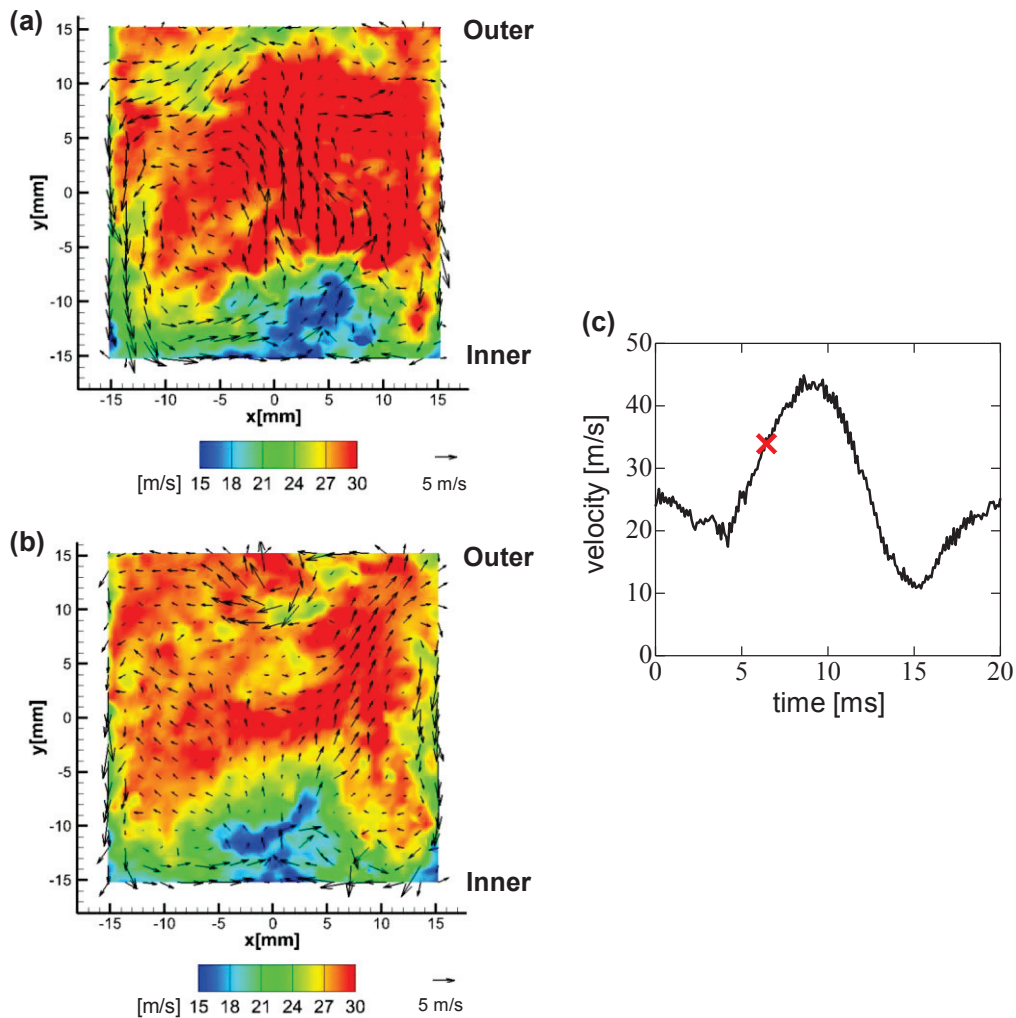 (a)
Outer
15
10
5
0
-5
-10
-15
y[mm]
Inner
-15 -10 -5 0 5 10 15
x[mm]
[m/s] 15 18 21 24 27 30
5 m/s
(b)
Outer
15
10
5
0
-5
-10
-15
y[mm]
Inner
-15 -10 -5 0 5 10 15
x[mm]
[m/s] 15 18 21 24 27 30
5 m/s
(c)
50
40
30
20
10
0
velocity [m/s]
0 5 10 15 20
time [ms]